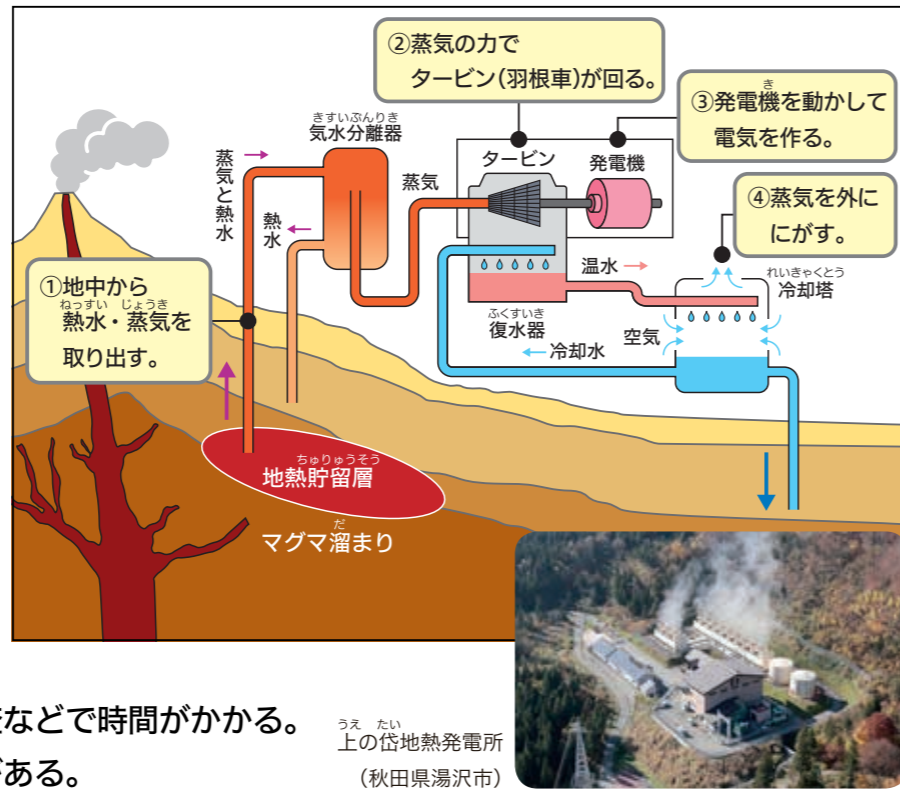 ②蒸気の力で
タービン(羽根車)が回る。
③発電機を動かして
き
電気を作る。
きすいぶんりき
気水分離器
蒸気と熱水
熱水
蒸気
タービン
発電機
④蒸気を外に
にがす。
①地中から
ねっすい じょうき
熱水・蒸気を
取り出す。
温水
れいきゃくとう
冷却塔
ふくすいき
復水器
空気
冷却水
ちゅりゅうそう
地熱貯留層
だ
マグマ溜まり
などで時間がかかる。
がある。
うえ たい
上の岱地熱発電所
(秋田県湯沢市)